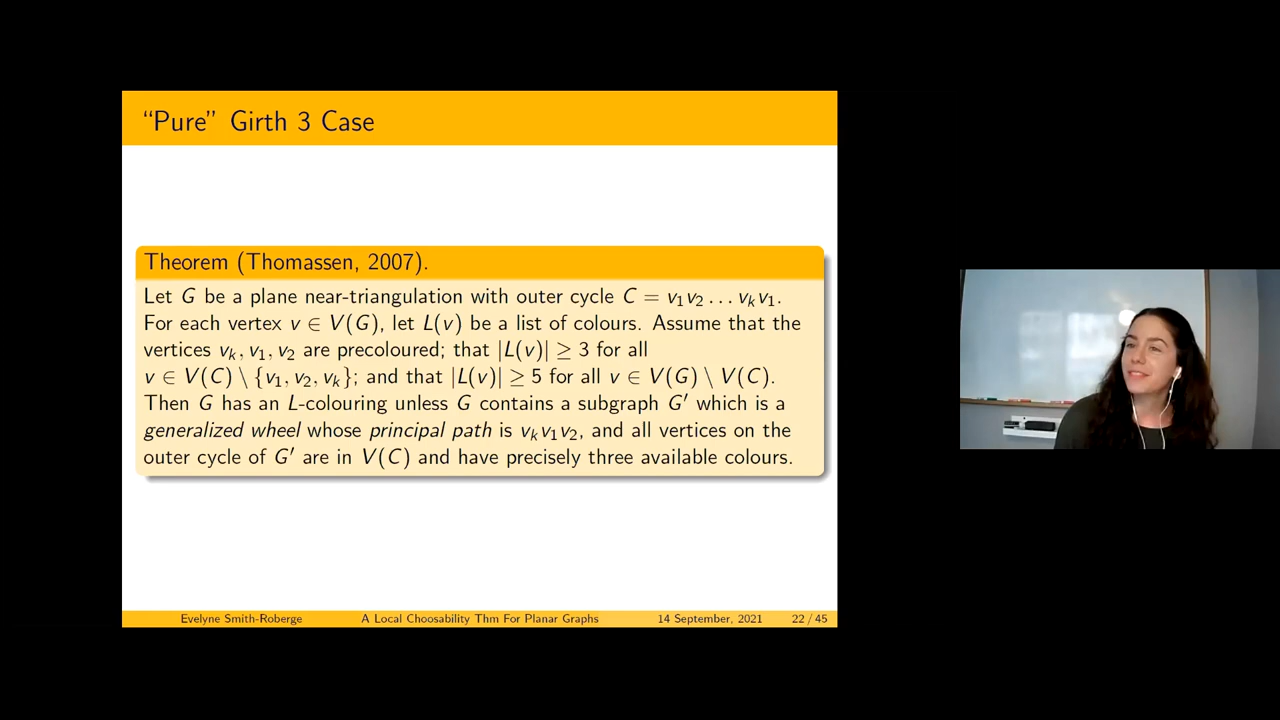 “Pure” Girth 3 Case
Theorem (Thomassen, 2007).
Let G be a plane near-triangulation with outer cycle C = v₁v₂ . . . vₖv₁.
For each vertex v ∈ V(G), let L(v) be a list of colours. Assume that the
vertices vₖ, v₁, v₂ are precoloured; that |L(v)| ≥ 3 for all
v ∈ V(C) \ {v₁, v₂, vₖ}; and that |L(v)| ≥ 5 for all v ∈ V(G) \ V(C).
Then G has an L-colouring unless G contains a subgraph G′ which is a
generalized wheel whose principal path is vₖv₁v₂, and all vertices on the
outer cycle of G′ are in V(C) and have precisely three available colours.
Evelyne Smith-Roberge A Local Choosability Thm For Planar Graphs 14 September, 2021 22 / 45